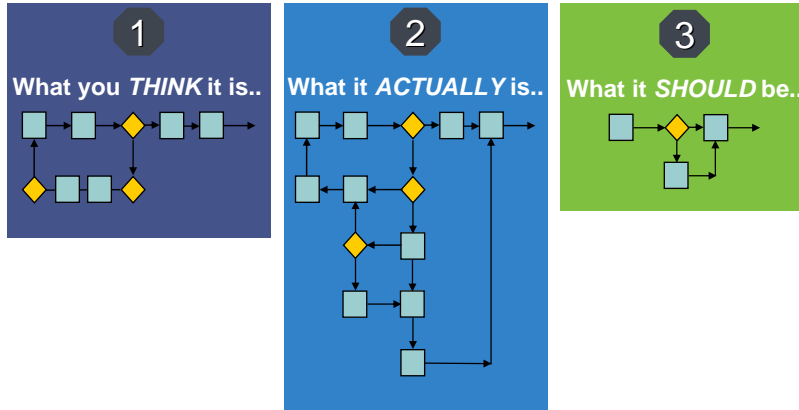 1
What you THINK it is..
2
What it ACTUALLY is..
3
What it SHOULD be..